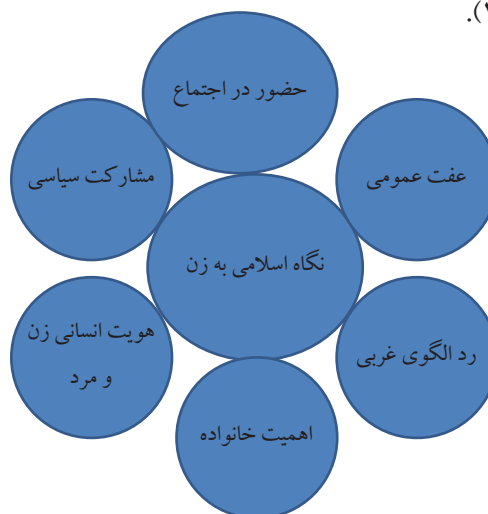 ۱).
حضور در اجتماع
عفت عمومی
مشارکت سیاسی
نگاه اسلامی به زن
رد الگوی غربی
هویت انسانی زن
و مرد
اهمیت خانواده